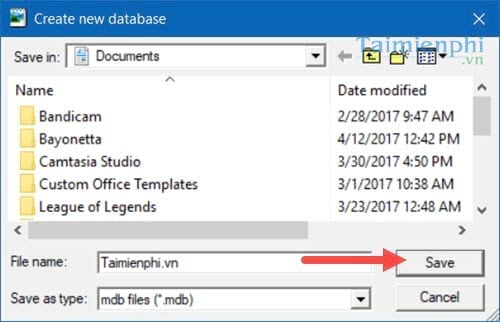 Create new database
Save in: Documents
Taimienphi
.vn
Name Date modified
Bandicam 2/28/2017 9:47 AM
Bayonetta 4/12/2017 12:42 PM
Camtasia Studio 3/30/2017 4:50 PM
Custom Office Templates 3/1/2017 10:38 AM
League of Legends 3/23/2017 12:48 AM
File name: Taimienphi.vn Save
Save as type: mdb files (*.mdb) Cancel